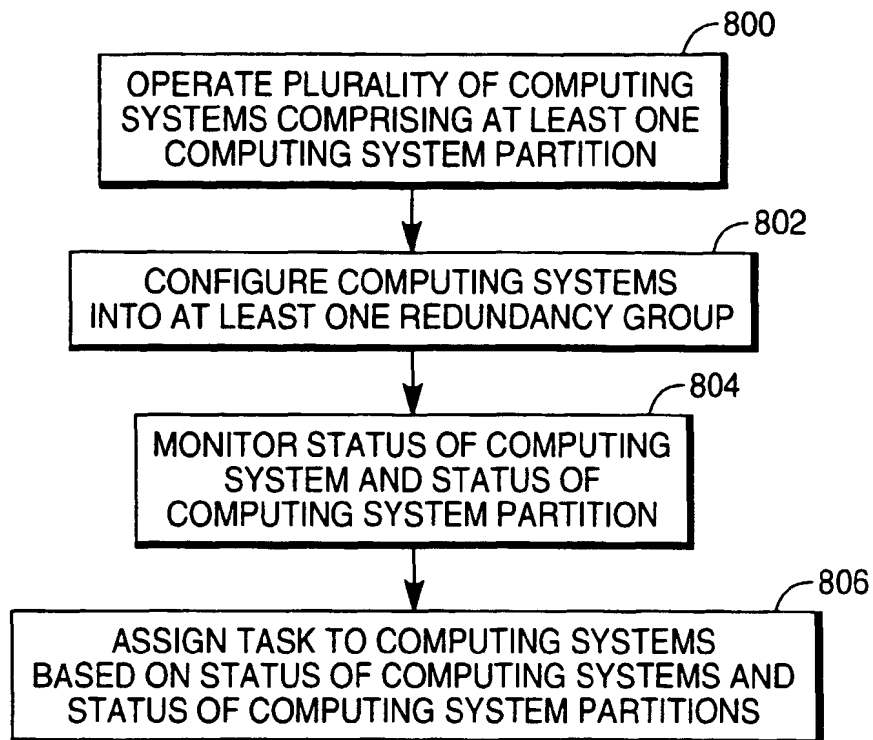 800
OPERATE PLURALITY OF COMPUTING
SYSTEMS COMPRISING AT LEAST ONE
COMPUTING SYSTEM PARTITION
802
CONFIGURE COMPUTING SYSTEMS
INTO AT LEAST ONE REDUNDANCY GROUP
804
MONITOR STATUS OF COMPUTING
SYSTEM AND STATUS OF
COMPUTING SYSTEM PARTITION
806
ASSIGN TASK TO COMPUTING SYSTEMS
BASED ON STATUS OF COMPUTING SYSTEMS AND
STATUS OF COMPUTING SYSTEM PARTITIONS